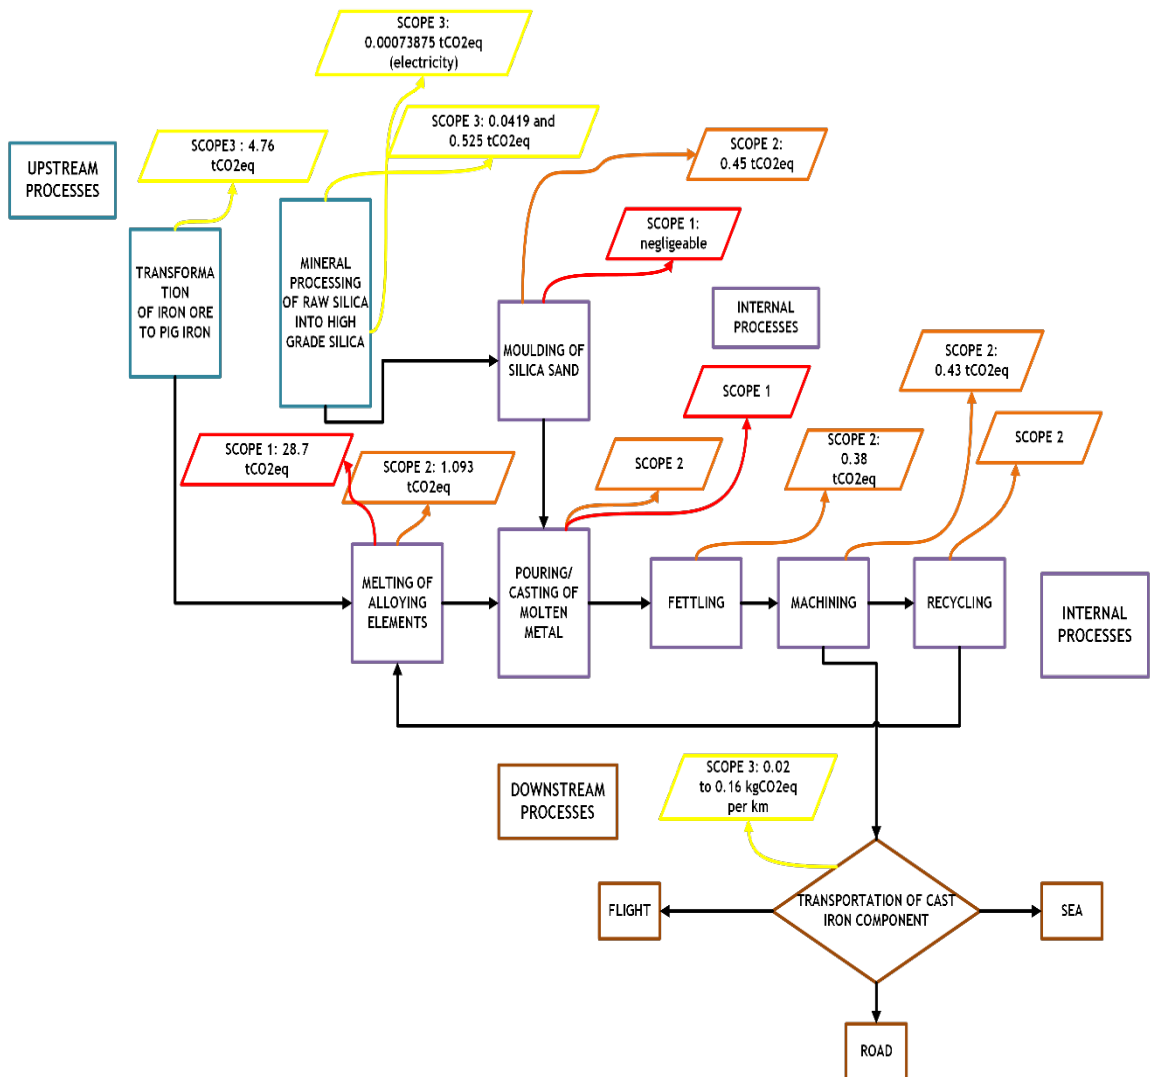 SCOPE 3:
0.00073875 tCO2eq
(electricity)
SCOPE 3: 0.0419 and
0.525 tCO2eq
SCOPE3 : 4.76
tCO2eq
SCOPE 2:
0.45 tCO2eq
UPSTREAM
PROCESSES
SCOPE 1:
negligeable
TRANSFORMA
TION
OF IRON ORE
TO PIG IRON
MINERAL
PROCESSING
OF RAW SILICA
INTO HIGH
GRADE SILICA
INTERNAL
PROCESSES
MOULDING OF
SILICA SAND
SCOPE 2:
0.43 tCO2eq
SCOPE 1
SCOPE 1: 28.7
tCO2eq
SCOPE 2: 1.093
tCO2eq
SCOPE 2
SCOPE 2:
0.38
tCO2eq
SCOPE 2
MELTING OF
ALLOYING
ELEMENTS
POURING/
CASTING OF
MOLTEN
METAL
FETTLING
MACHINING
RECYCLING
INTERNAL
PROCESSES
DOWNSTREAM
PROCESSES
SCOPE 3: 0.02
to 0.16 kgCO2eq
per km
FLIGHT
TRANSPORTATION OF CAST
IRON COMPONENT
SEA
ROAD